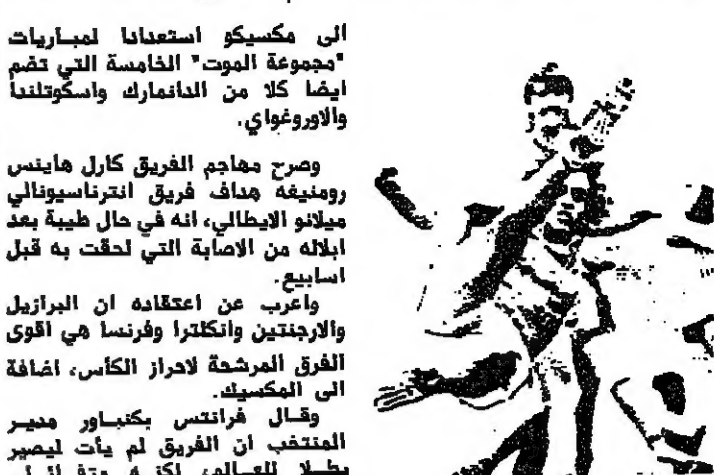 الى مكسيكو استعدادا لمباريات
"مجموعة الموت" الخامسة التي تضم
ايضا كلا من الدانمارك واسكوتلندا
والاوروغواي.
وصرح مهاجم الفريق كارل هاينس
رومنيغه هداف فريق انترناسيونالي
ميلانو الايطالي، انه في حال طيبة بعد
ابلاله من الاصابة التي لحقت به قبل
اسابيع.
واعرب عن اعتقاده ان البرازيل
والارجنتين وانكلترا وفرنسا هي اقوى
الفرق المرشحة لاحراز الكأس، اضافة
الى المكسيك.
وقال فرانتس بكنباور مدير
المنتخب ان الفريق لم يأت ليصير
بطلا للعالم، لكنه